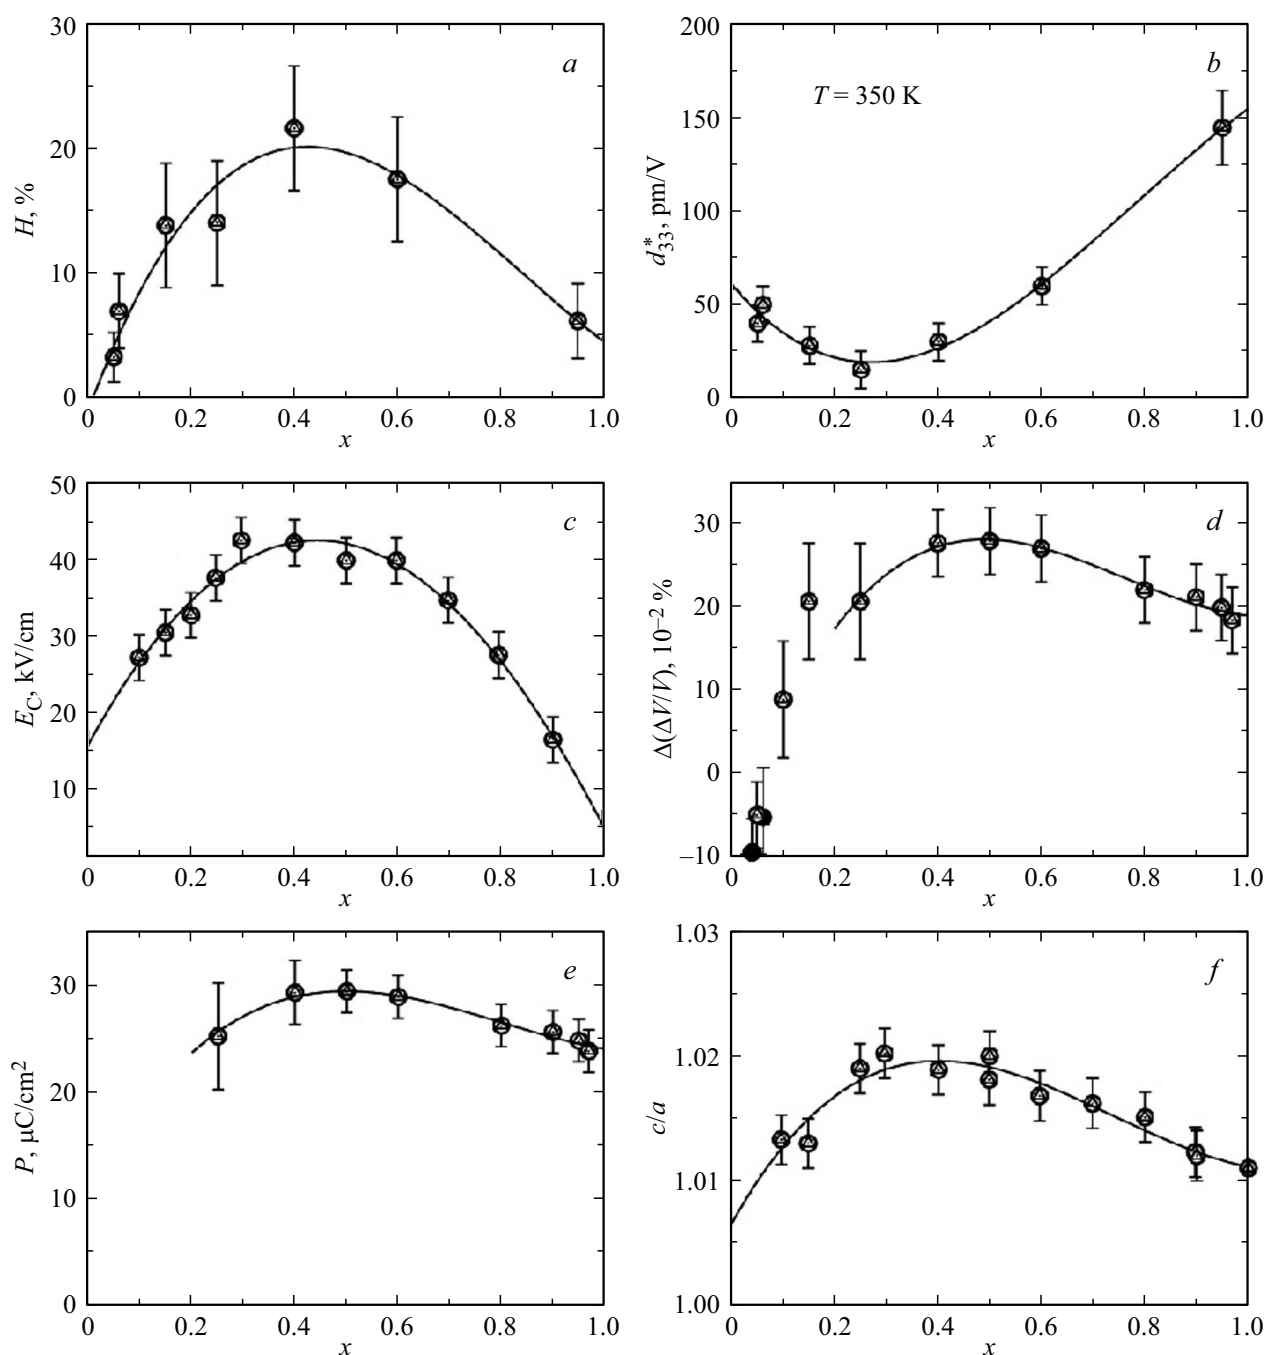 a
H, %
30
20
10
0
0 0.2 0.4 0.6 0.8 1.0
x
b
T = 350 K
d*33, pm/V
200
150
100
50
0
0 0.2 0.4 0.6 0.8 1.0
x
c
EC, kV/cm
50
40
30
20
10
0 0.2 0.4 0.6 0.8 1.0
x
d
Δ(ΔV/V), 10–2 %
30
20
10
0
–10
0 0.2 0.4 0.6 0.8 1.0
x
e
P, μC/cm2
30
20
10
0
0 0.2 0.4 0.6 0.8 1.0
x
f
c/a
1.03
1.02
1.01
1.00
0 0.2 0.4 0.6 0.8 1.0
x